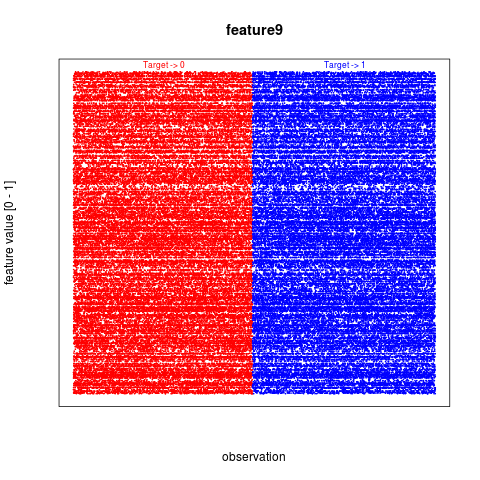 feature9
Target -> 0
Target -> 1
feature value [0 - 1]
observation